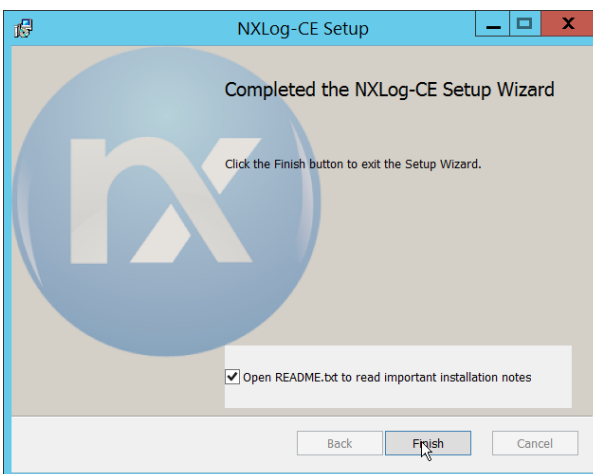 NXLog-CE Setup
Completed the NXLog-CE Setup Wizard
Click the Finish button to exit the Setup Wizard.
nx
Open README.txt to read important installation notes
Back
Finish
Cancel